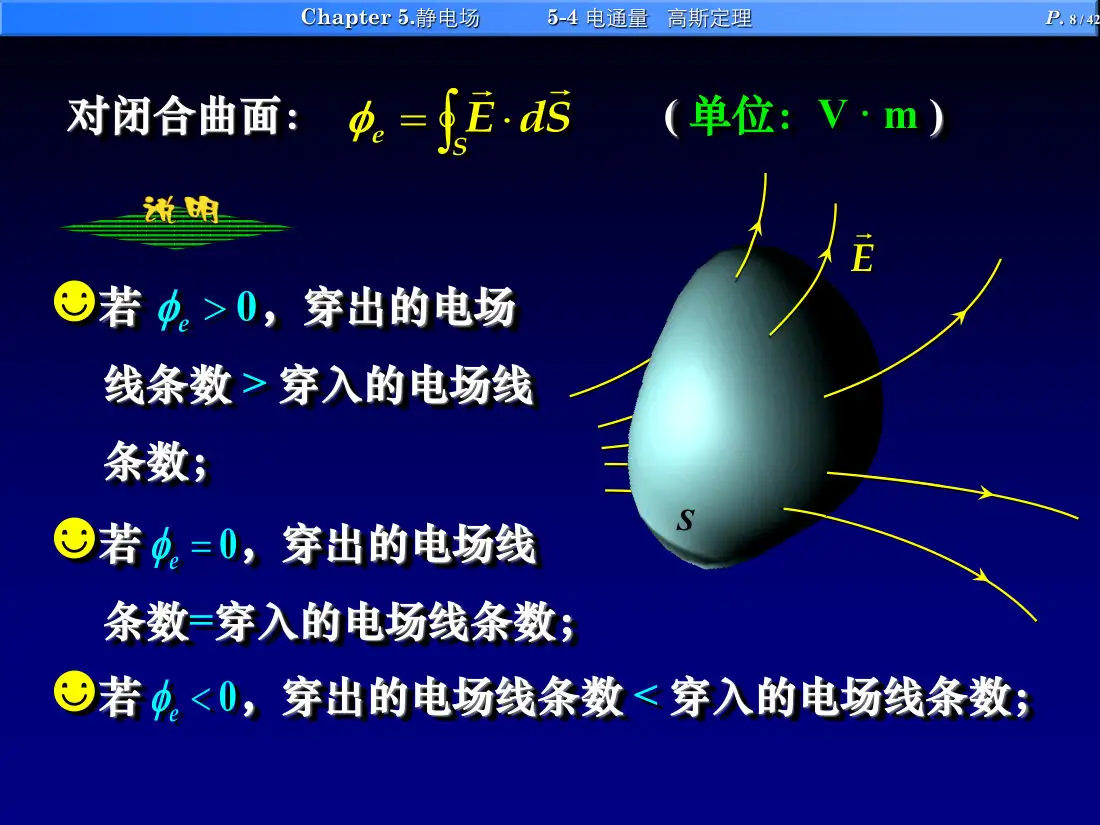 Chapter 5.静电场 5-4 电通量 高斯定理 P. 8 / 42
对闭合曲面： ϕe = ∮S E⃗ · dS⃗ ( 单位：V · m )
说明
E⃗
若 ϕe > 0，穿出的电场
线条数 > 穿入的电场线
条数；
S
若 ϕe = 0，穿出的电场线
条数=穿入的电场线条数；
若 ϕe < 0，穿出的电场线条数 < 穿入的电场线条数；